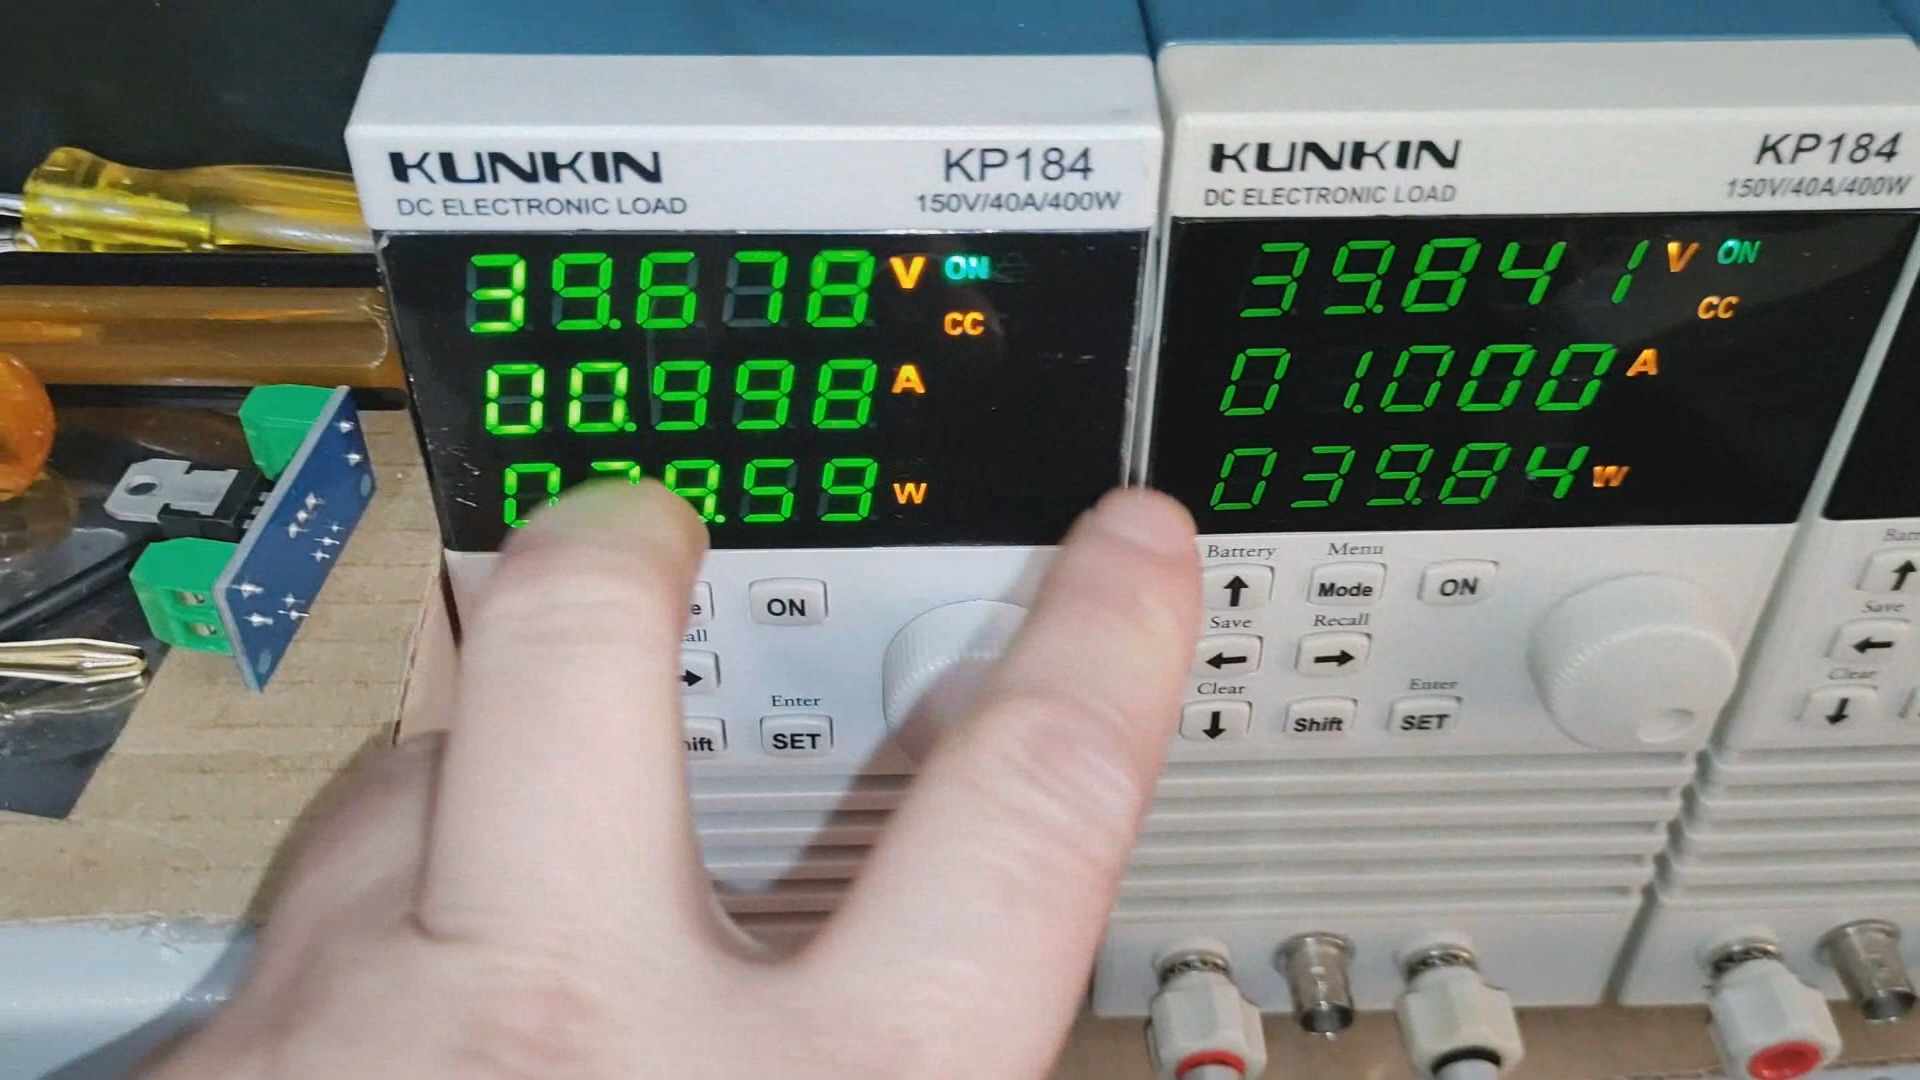 KUNKIN KP184
DC ELECTRONIC LOAD 150V/40A/400W
39.678 V ON
CC
00.998 A
W
ON
Enter
SET
KUNKIN KP184
DC ELECTRONIC LOAD 150V/40A/400W
39.841 V ON
CC
01.000 A
039.84 W
Battery Menu
↑ Mode ON
Save Recall
← →
Clear Enter
↓ Shift SET
↑
Save
←
Clear
↓